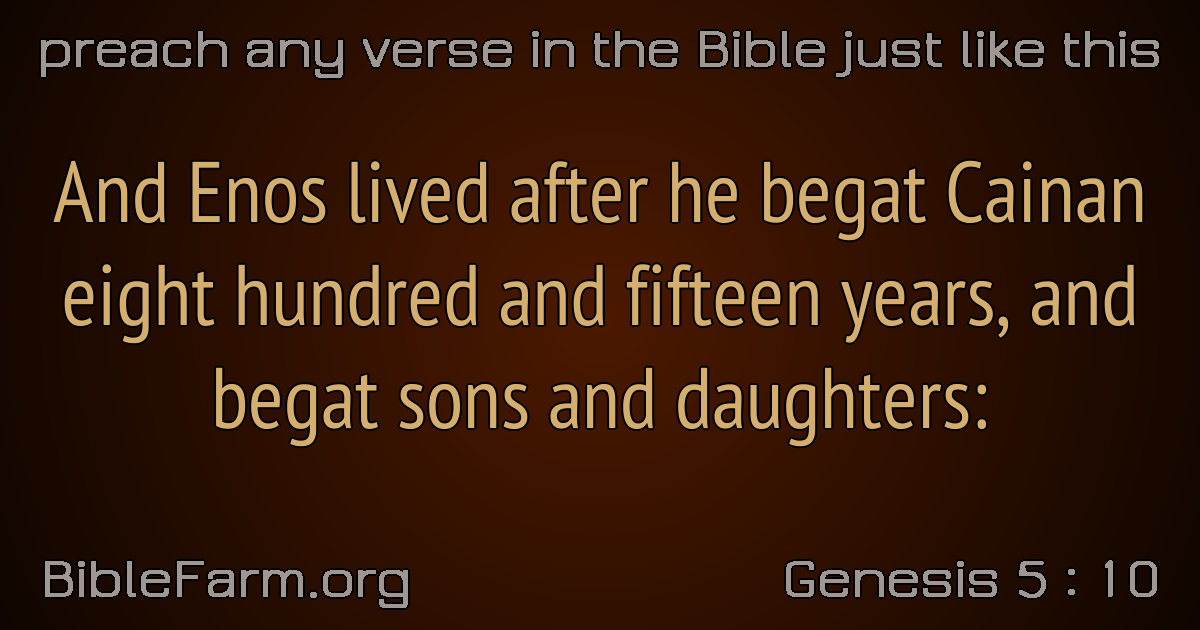 preach any verse in the Bible just like this
And Enos lived after he begat Cainan
eight hundred and fifteen years, and
begat sons and daughters:
BibleFarm.org
Genesis 5 : 10